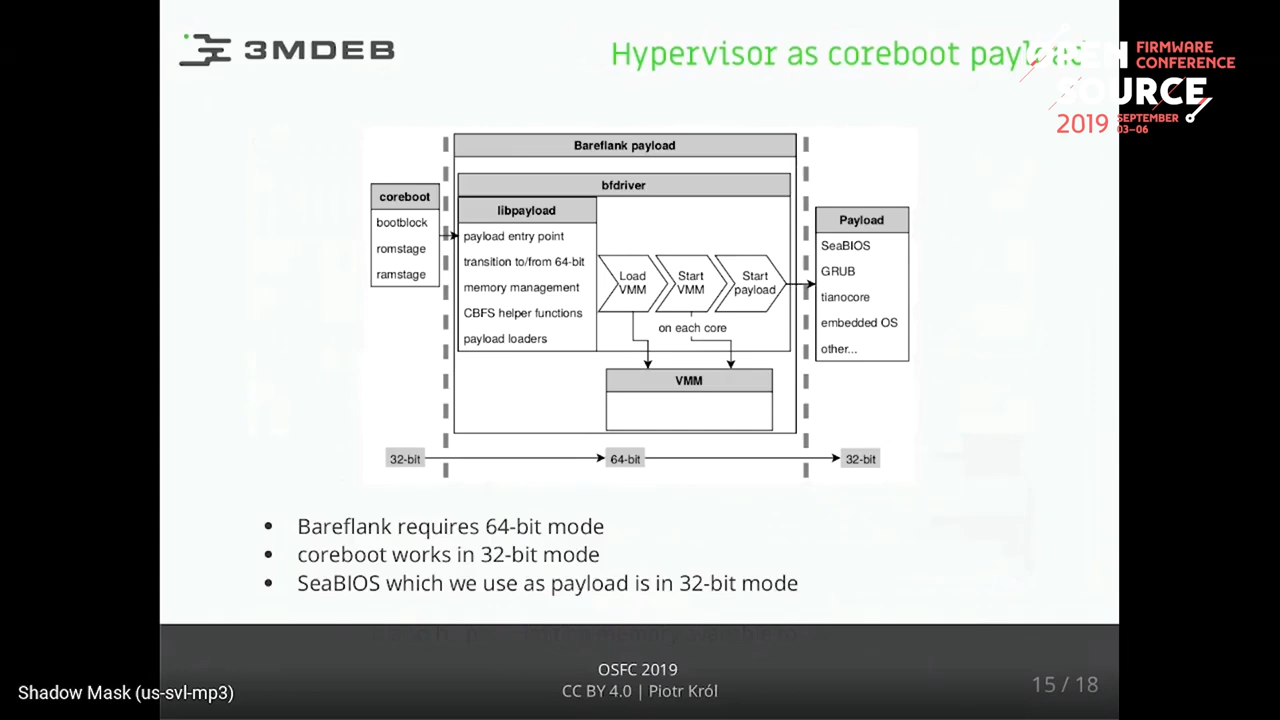 3MDEB
Hypervisor as coreboot
OPEN SOURCE
FIRMWARE
CONFERENCE
2019
SEPTEMBER
03–06
Bareflank payload
bfdriver
coreboot
bootblock
romstage
ramstage
libpayload
payload entry point
transition to/from 64-bit
memory management
CBFS helper functions
payload loaders
Load
VMM
Start
VMM
Start
payload
on each core
VMM
Payload
SeaBIOS
GRUB
tianocore
embedded OS
other...
32-bit
64-bit
32-bit
• Bareflank requires 64-bit mode
• coreboot works in 32-bit mode
• SeaBIOS which we use as payload is in 32-bit mode
OSFC 2019
CC BY 4.0 | Piotr Król
15 / 18
Shadow Mask (us-svl-mp3)